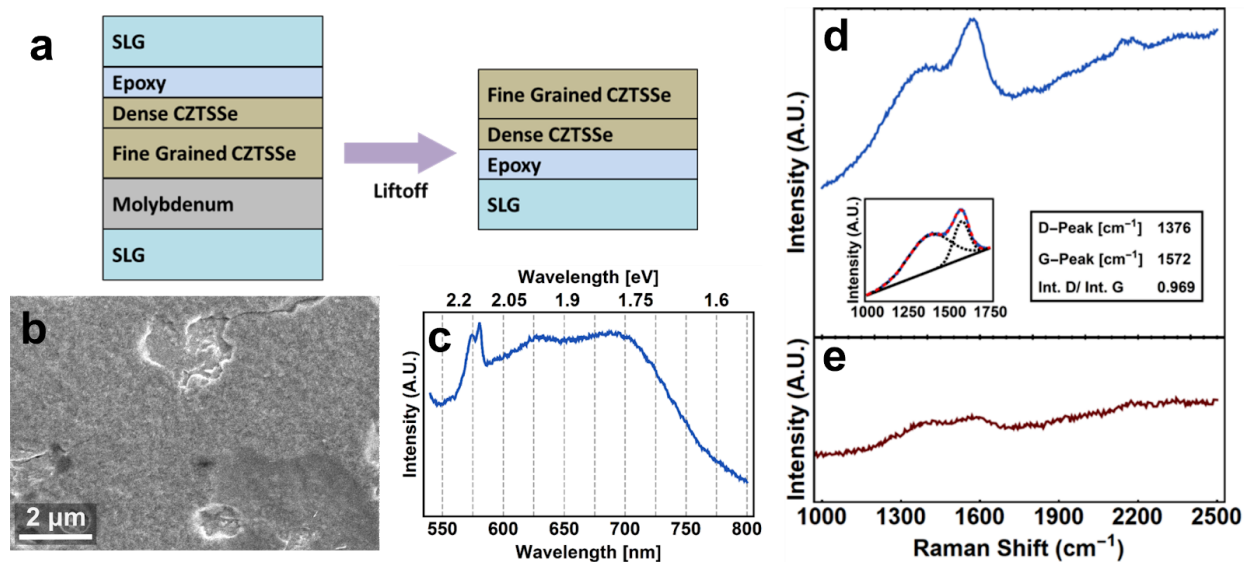 a
SLG
Epoxy
Dense CZTSSe
Fine Grained CZTSSe
Molybdenum
SLG
Liftoff
Fine Grained CZTSSe
Dense CZTSSe
Epoxy
SLG
b
2 µm
Wavelength [eV]
2.2 2.05 1.9 1.75 1.6
c
Intensity (A.U.)
550 600 650 700 750 800
Wavelength [nm]
d
Intensity (A.U.)
Intensity (A.U.)
1000 1250 1500 1750
D–Peak [cm⁻¹] 1376
G–Peak [cm⁻¹] 1572
Int. D/ Int. G 0.969
e
Intensity (A.U.)
1000 1300 1600 1900 2200 2500
Raman Shift (cm⁻¹)